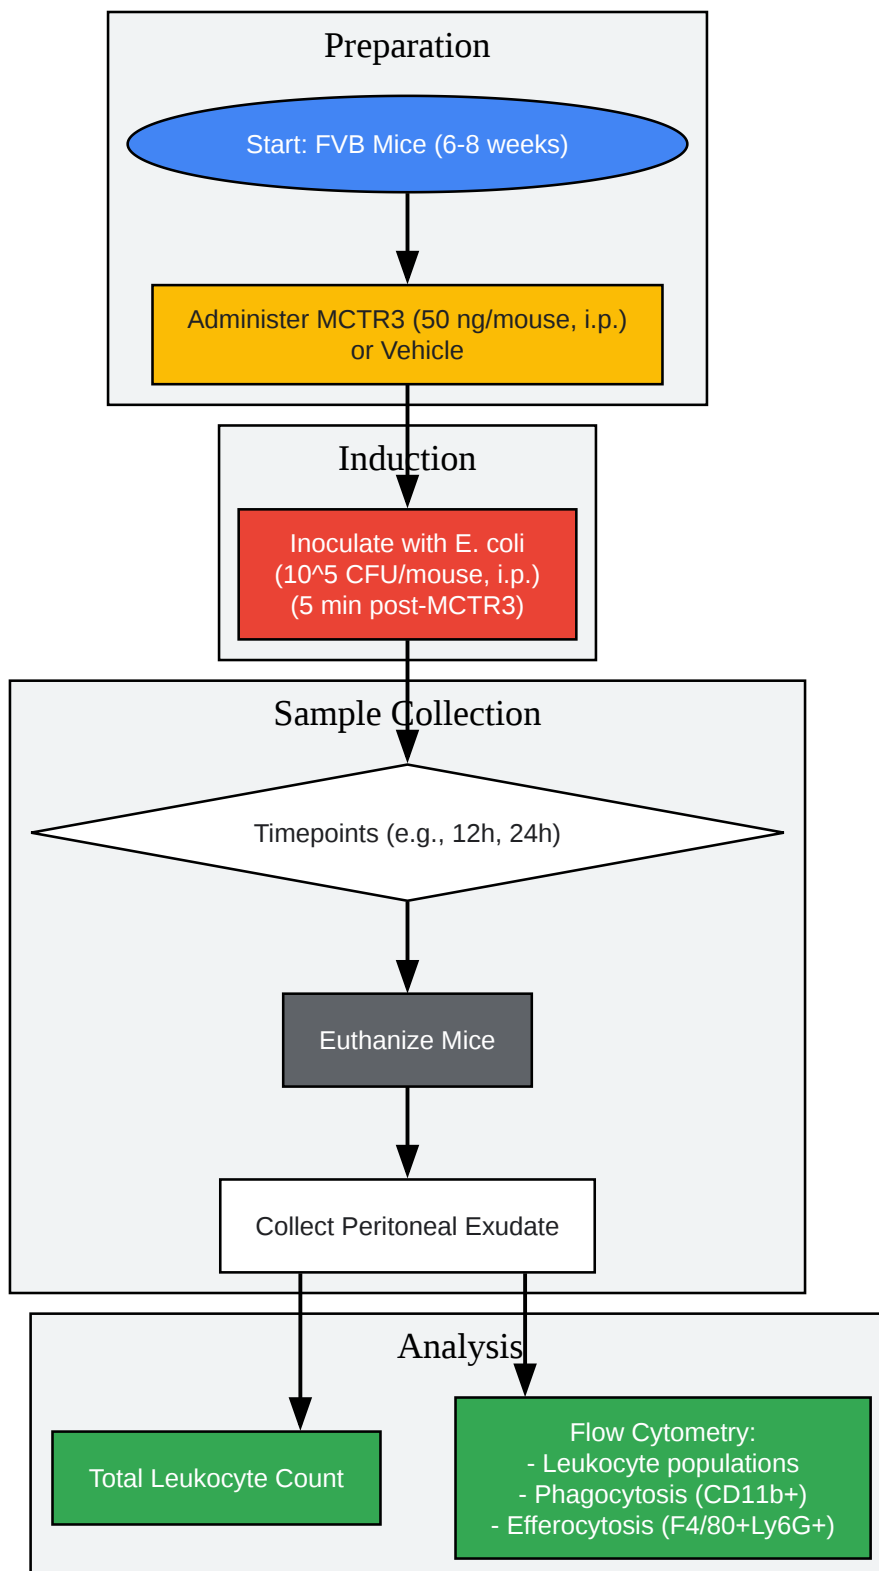 Preparation
Start: FVB Mice (6-8 weeks)
Administer MCTR3 (50 ng/mouse, i.p.)
or Vehicle
Induction
Inoculate with E. coli
(10^5 CFU/mouse, i.p.)
(5 min post-MCTR3)
Sample Collection
Timepoints (e.g., 12h, 24h)
Euthanize Mice
Collect Peritoneal Exudate
Analysis
Total Leukocyte Count
Flow Cytometry:
- Leukocyte populations
- Phagocytosis (CD11b+)
- Efferocytosis (F4/80+Ly6G+)